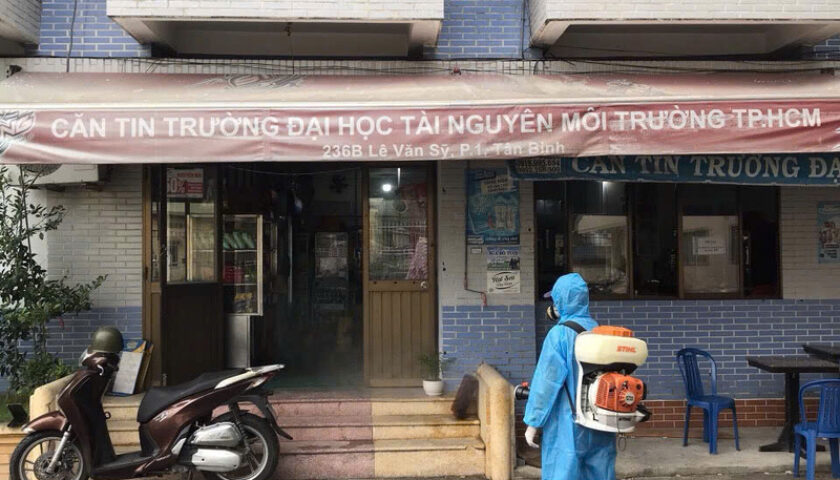 CĂN TIN TRƯỜNG ĐẠI HỌC TÀI NGUYÊN MÔI TRƯỜNG TP.HCM
236B Lê Văn Sỹ, P.1, Tân Bình
CĂN TIN TRƯỜNG ĐẠ
STIHL